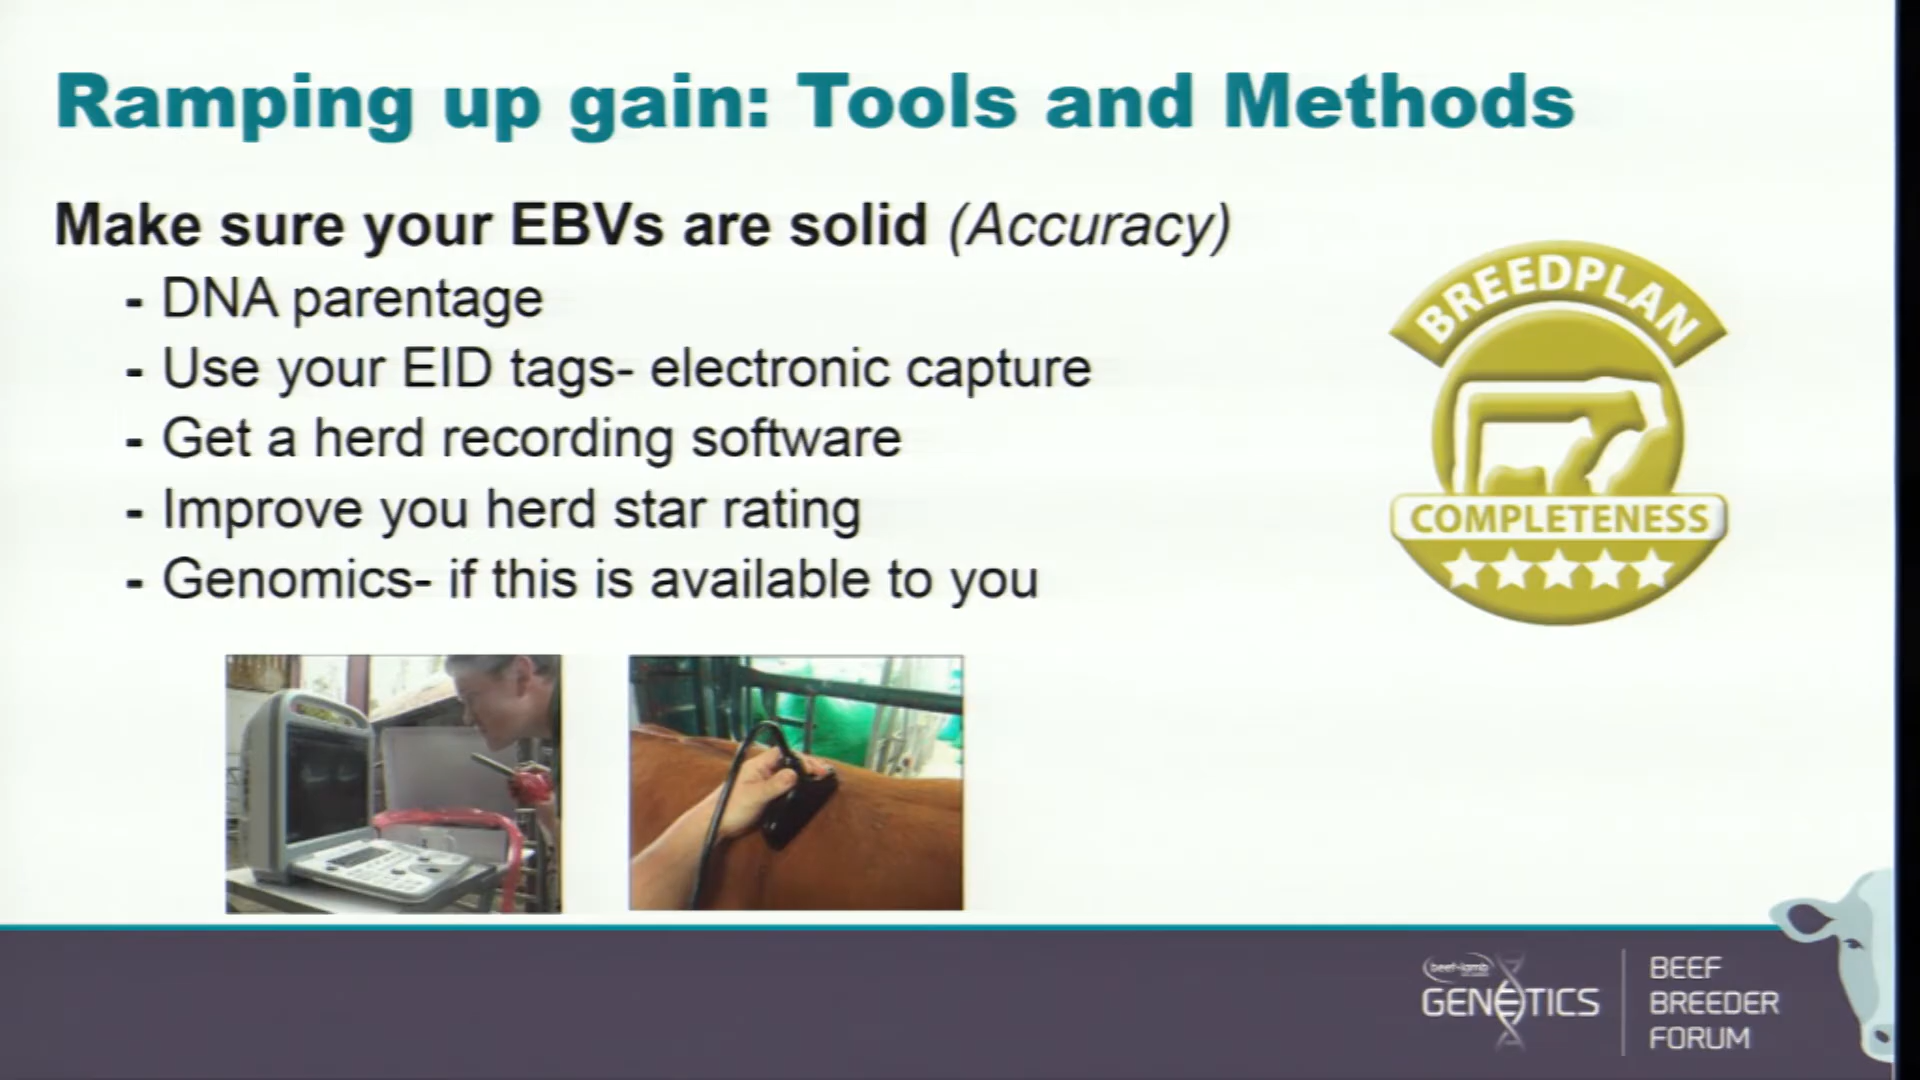 Ramping up gain: Tools and Methods
Make sure your EBVs are solid (Accuracy)
- DNA parentage
- Use your EID tags- electronic capture
- Get a herd recording software
- Improve you herd star rating
- Genomics- if this is available to you
BREEDPLAN
COMPLETENESS
beef+lamb
GENETICS
BEEF
BREEDER
FORUM